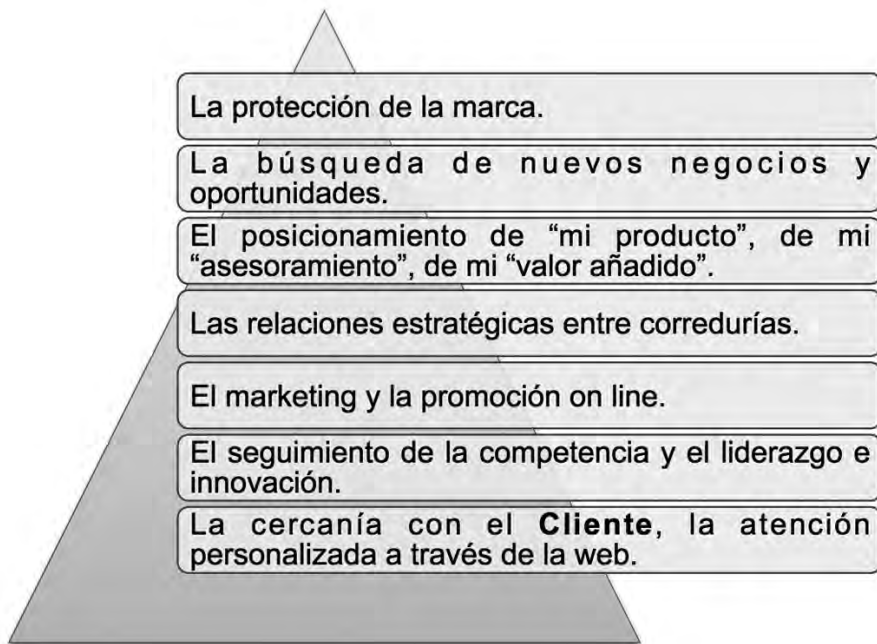 La protección de la marca.
La búsqueda de nuevos negocios y
oportunidades.
El posicionamiento de “mi producto”, de mi
“asesoramiento”, de mi “valor añadido”.
Las relaciones estratégicas entre corredurías.
El marketing y la promoción on line.
El seguimiento de la competencia y el liderazgo e
innovación.
La cercanía con el Cliente, la atención
personalizada a través de la web.